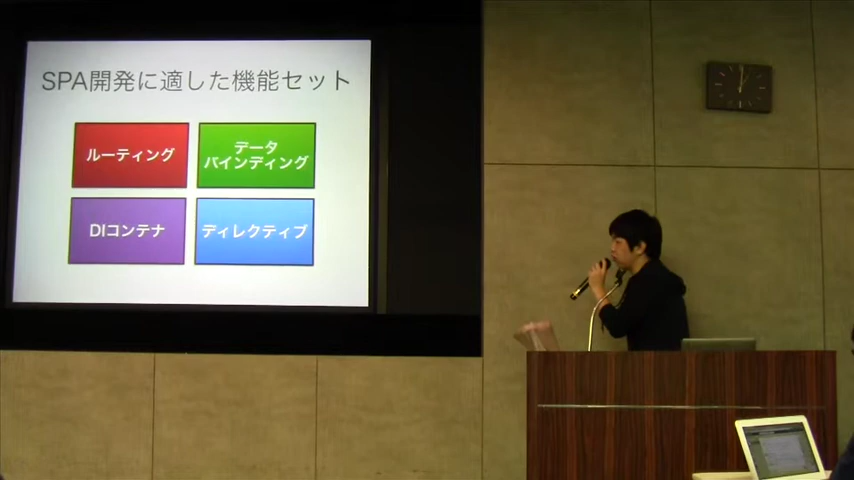 SPA開発に適した機能セット
ルーティング
データ
バインディング
DIコンテナ
ディレクティブ